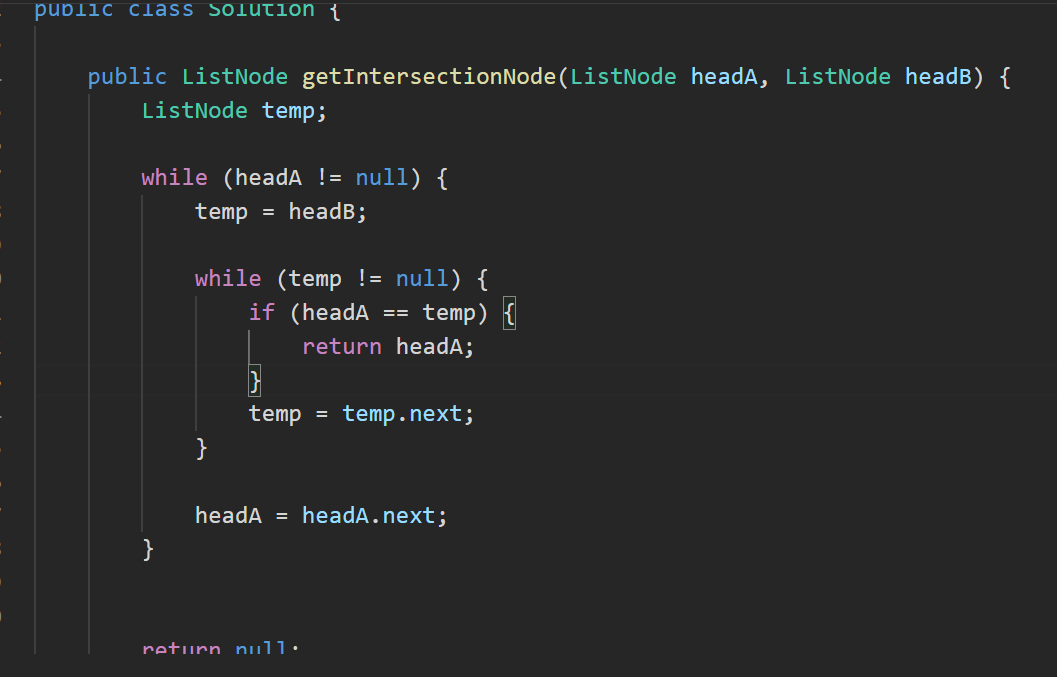 public class Solution {
public ListNode getIntersectionNode(ListNode headA, ListNode headB) {
ListNode temp;
while (headA != null) {
temp = headB;
while (temp != null) {
if (headA == temp) {
return headA;
}
temp = temp.next;
}
headA = headA.next;
}
return null;